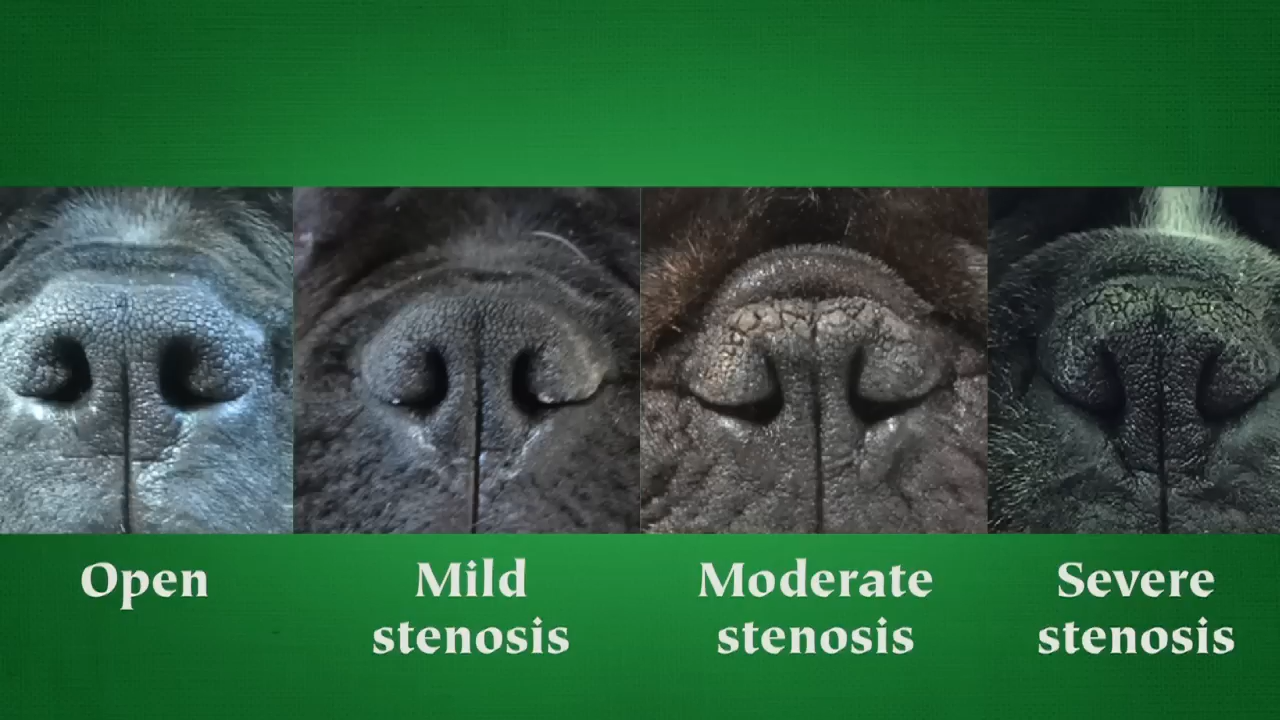 Open
Mild
stenosis
Moderate
stenosis
Severe
stenosis